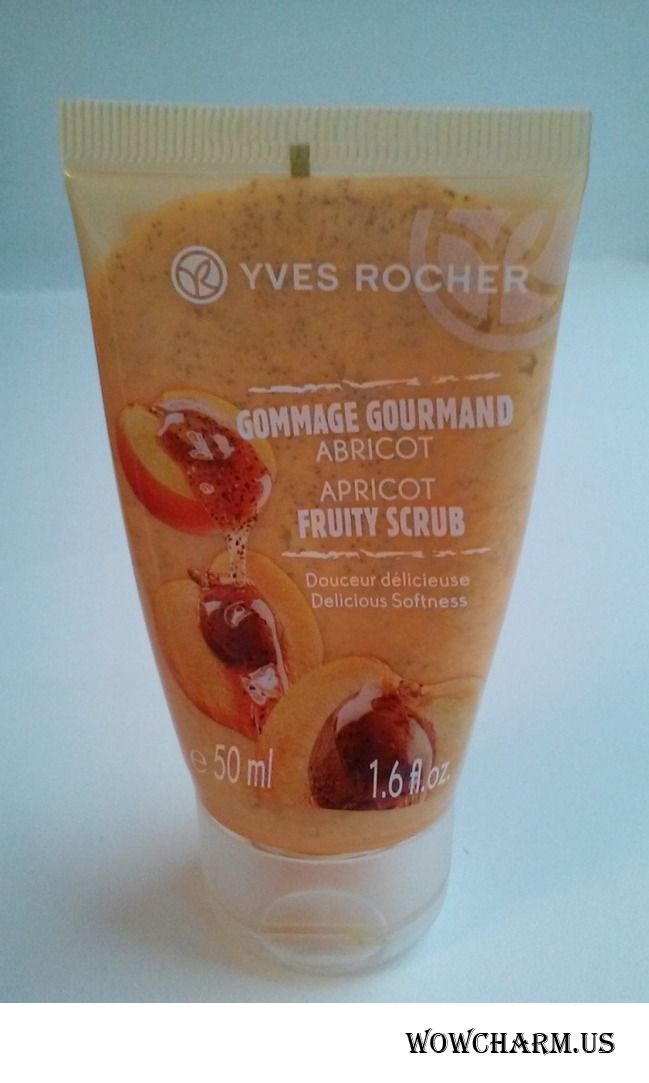 YVES ROCHER
GOMMAGE GOURMAND
ABRICOT
APRICOT
FRUITY SCRUB
Douceur délicieuse
Delicious Softness
e 50 ml 1.6 fl.oz.
WOWCHARM.US